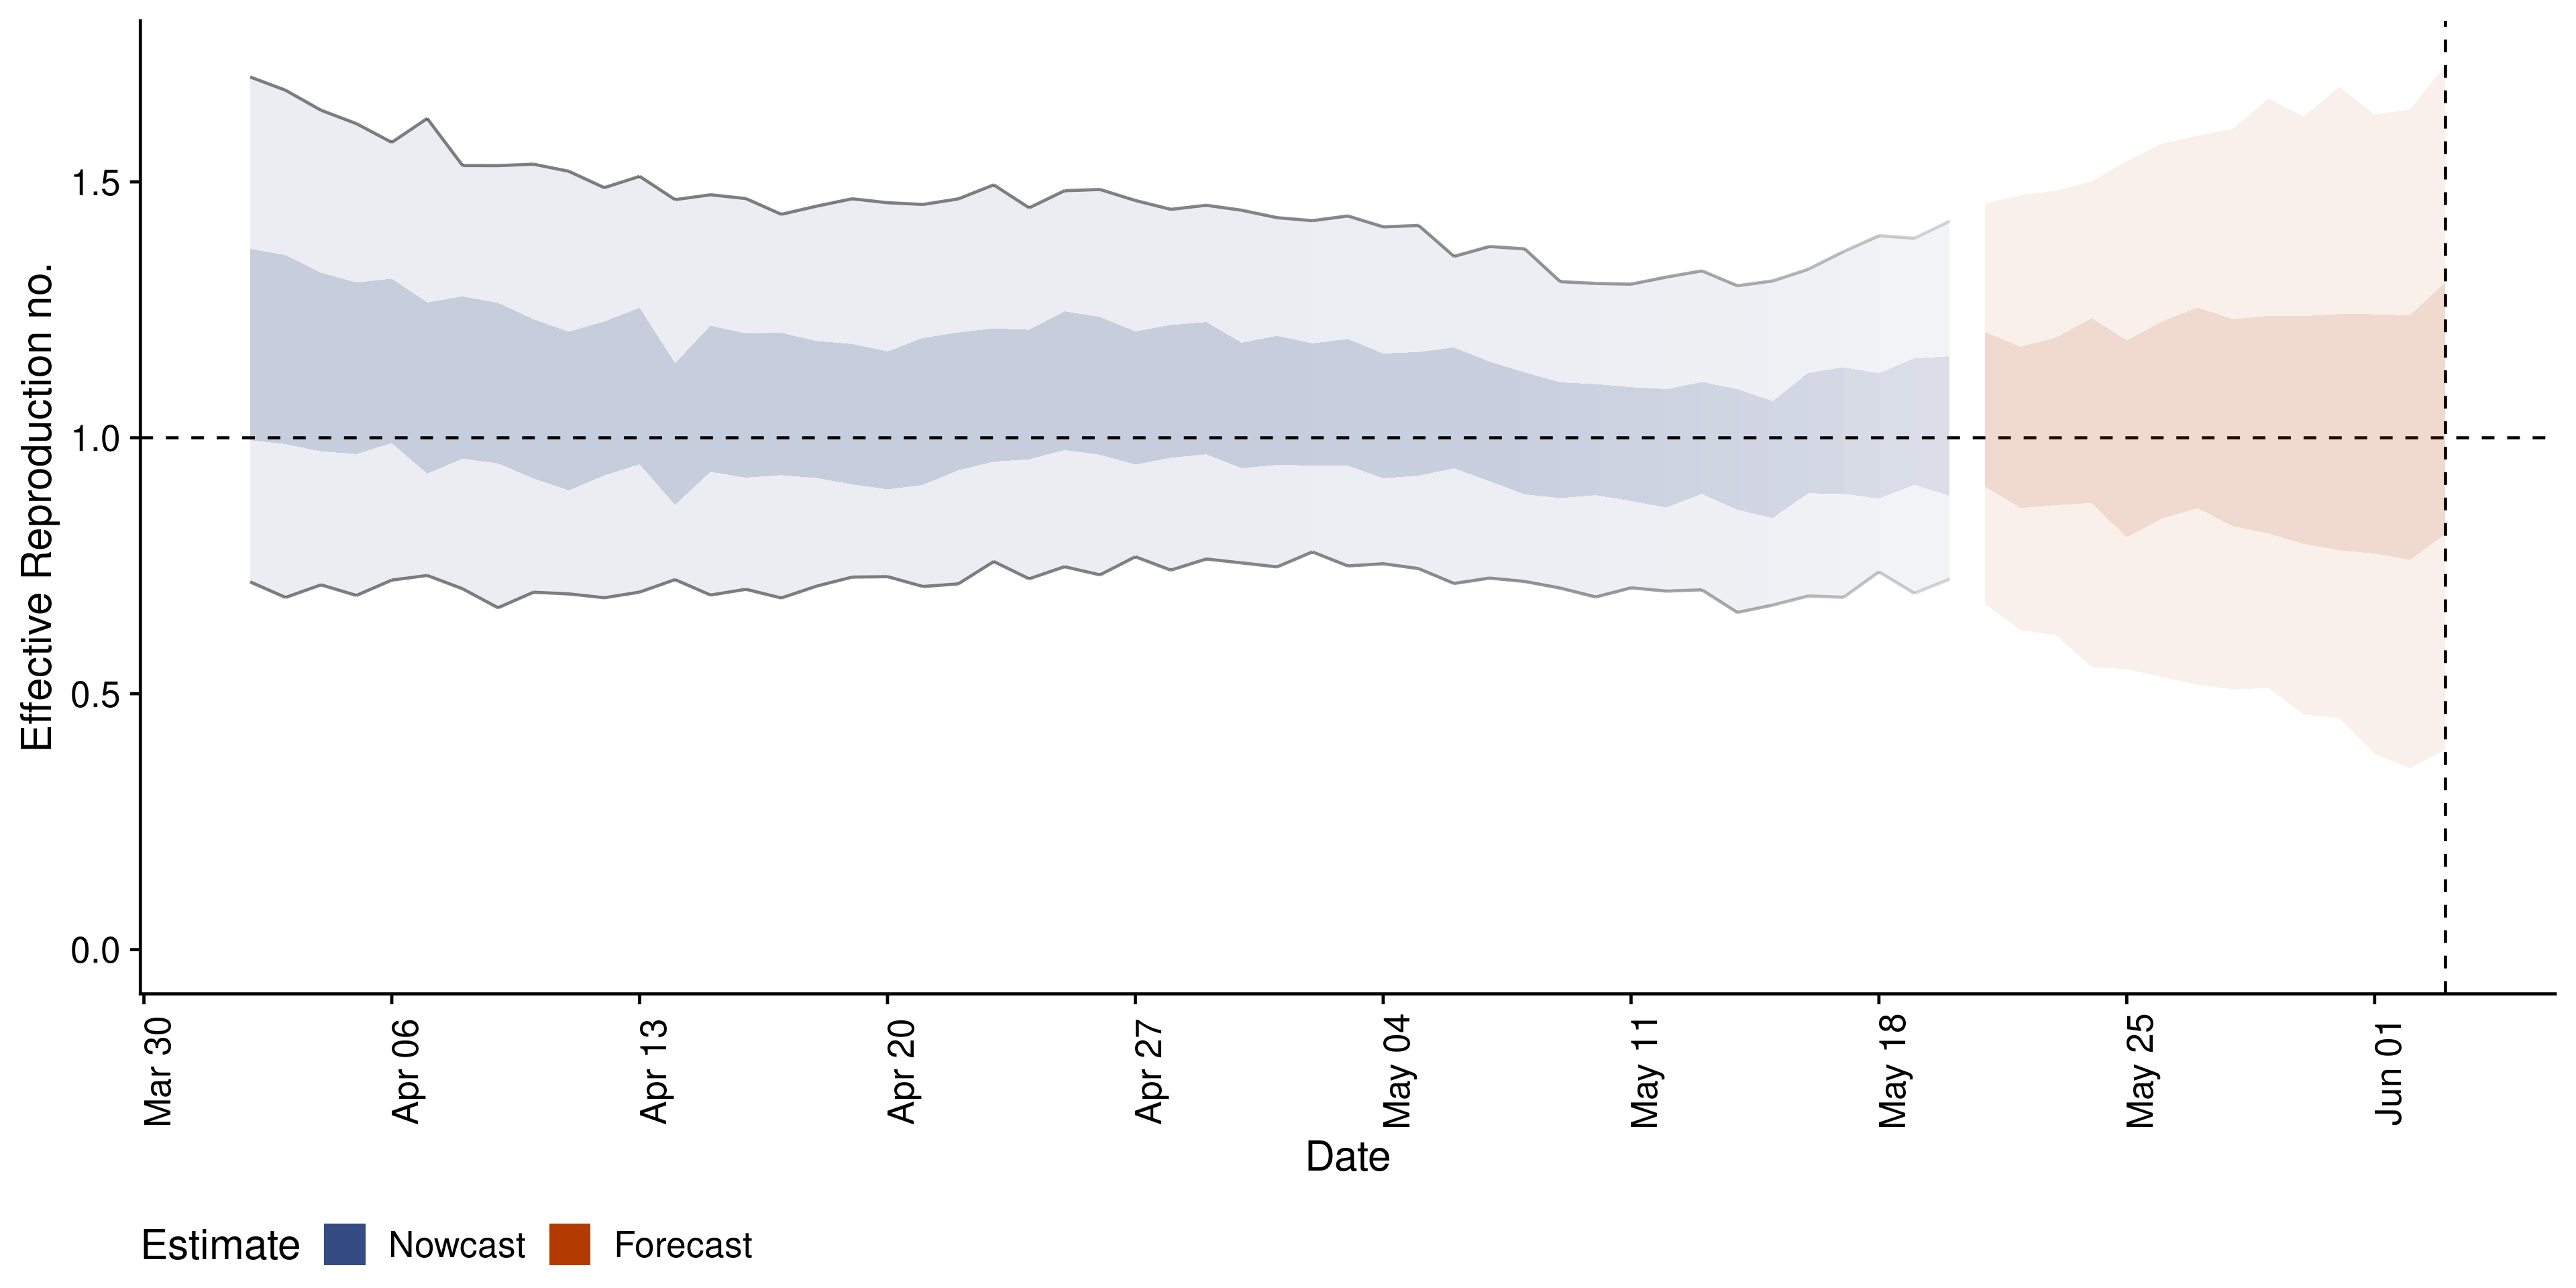 Effective Reproduction no.
1.5
1.0
0.5
0.0
Mar 30
Apr 06
Apr 13
Apr 20
Apr 27
May 04
May 11
May 18
May 25
Jun 01
Date
Estimate Nowcast Forecast